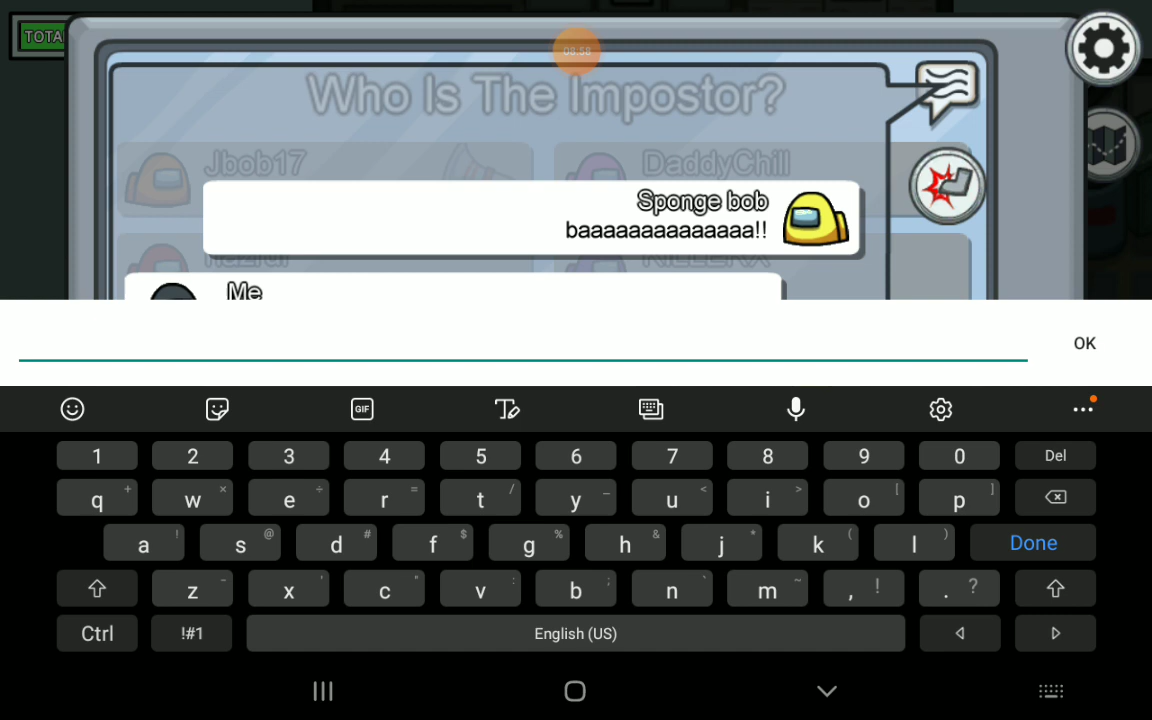 TOTA
08:58
Who Is The Impostor?
Jbob17
DaddyChill
Sponge bob
baaaaaaaaaaaaaa!!
Me
OK
GIF
1 2 3 4 5 6 7 8 9 0 Del
q + w × e ÷ r = t / y _ u < i > o [ p ]
a ! s @ d # f $ g % h & j * k ( l ) Done
z - x ' c " v : b ; n ` m ~ , ! . ?
Ctrl !#1 English (US)